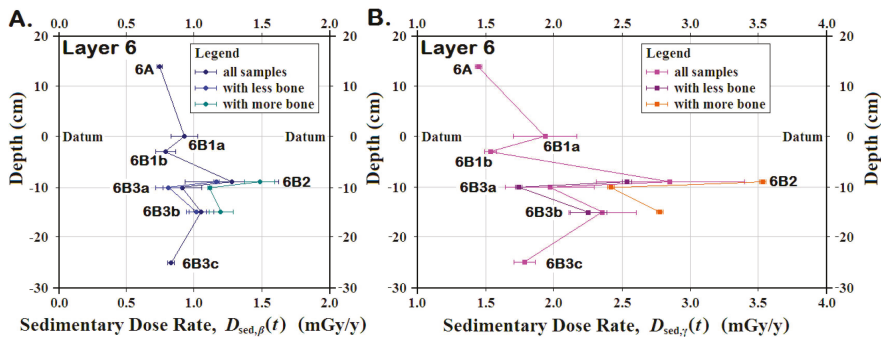 A.
0.0 0.5 1.0 1.5 2.0
20 20
Layer 6
Legend
all samples
with less bone
with more bone
6A
10 10
Depth (cm)
Depth (cm)
0 Datum Datum 0
6B1a
6B1b
6B2
6B3a
-10 -10
6B3b
-20 -20
6B3c
-30 -30
0.0 0.5 1.0 1.5 2.0
Sedimentary Dose Rate, Dsed,β(t) (mGy/y)
B.
1.0 1.5 2.0 2.5 3.0 3.5 4.0
20 20
Layer 6
Legend
all samples
with less bone
with more bone
6A
10 10
Depth (cm)
Depth (cm)
0 Datum Datum 0
6B1a
6B1b
6B2
6B3a
-10 -10
6B3b
-20 -20
6B3c
-30 -30
1.0 1.5 2.0 2.5 3.0 3.5 4.0
Sedimentary Dose Rate, Dsed,γ(t) (mGy/y)